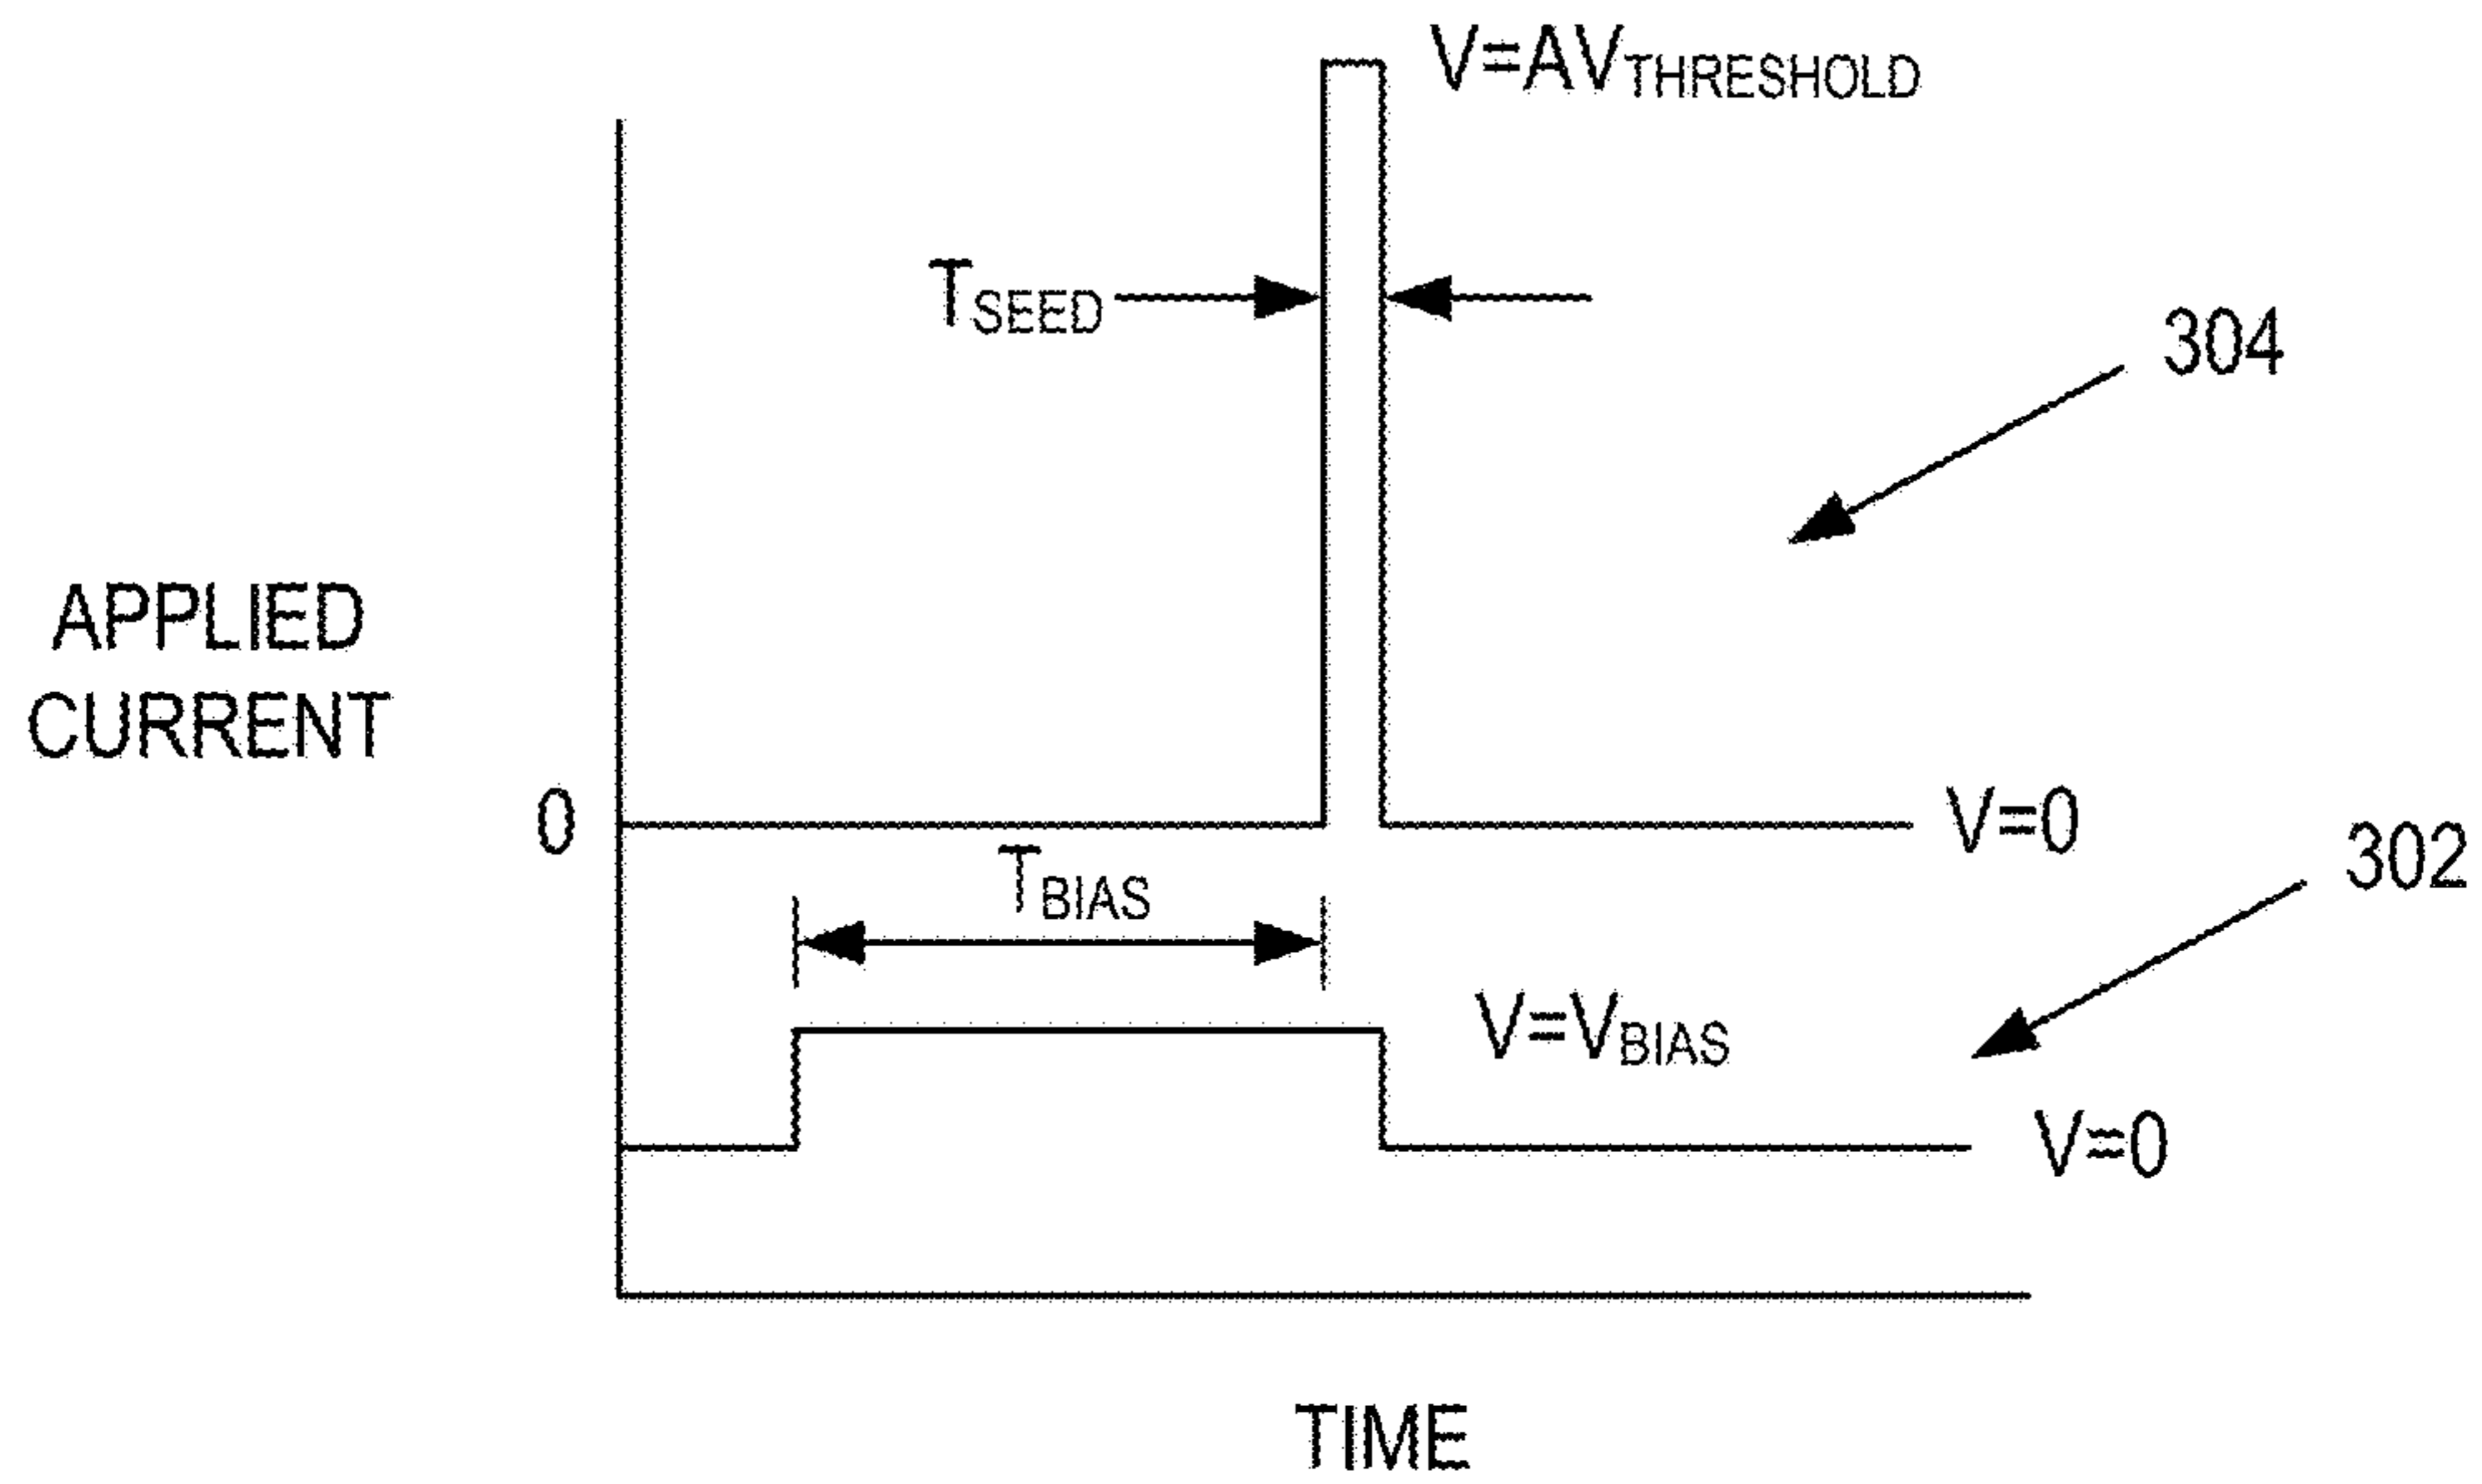 V=AVTHRESHOLD
TSEED
304
APPLIED
CURRENT
0
V=0
302
TBIAS
V=VBIAS
V=0
TIME